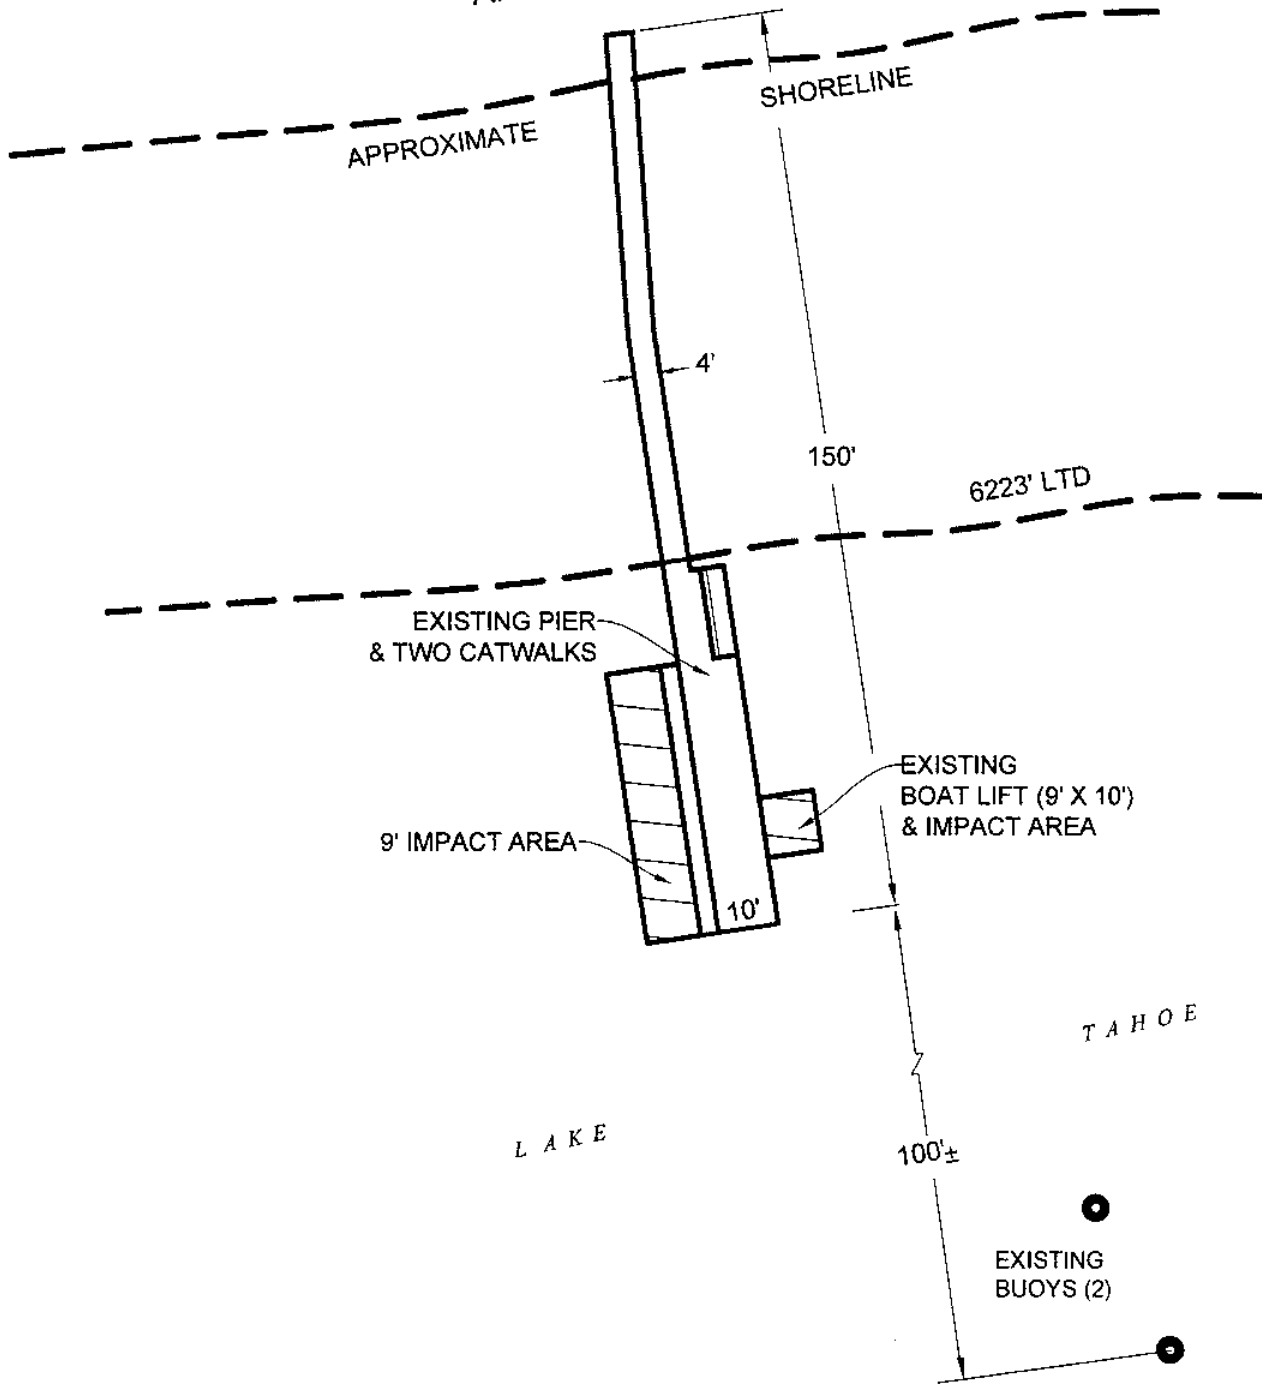 SHORELINE
APPROXIMATE
4'
150'
6223' LTD
EXISTING PIER
& TWO CATWALKS
EXISTING
BOAT LIFT (9' X 10')
& IMPACT AREA
9' IMPACT AREA
10'
TAHOE
LAKE
100'±
EXISTING
BUOYS (2)